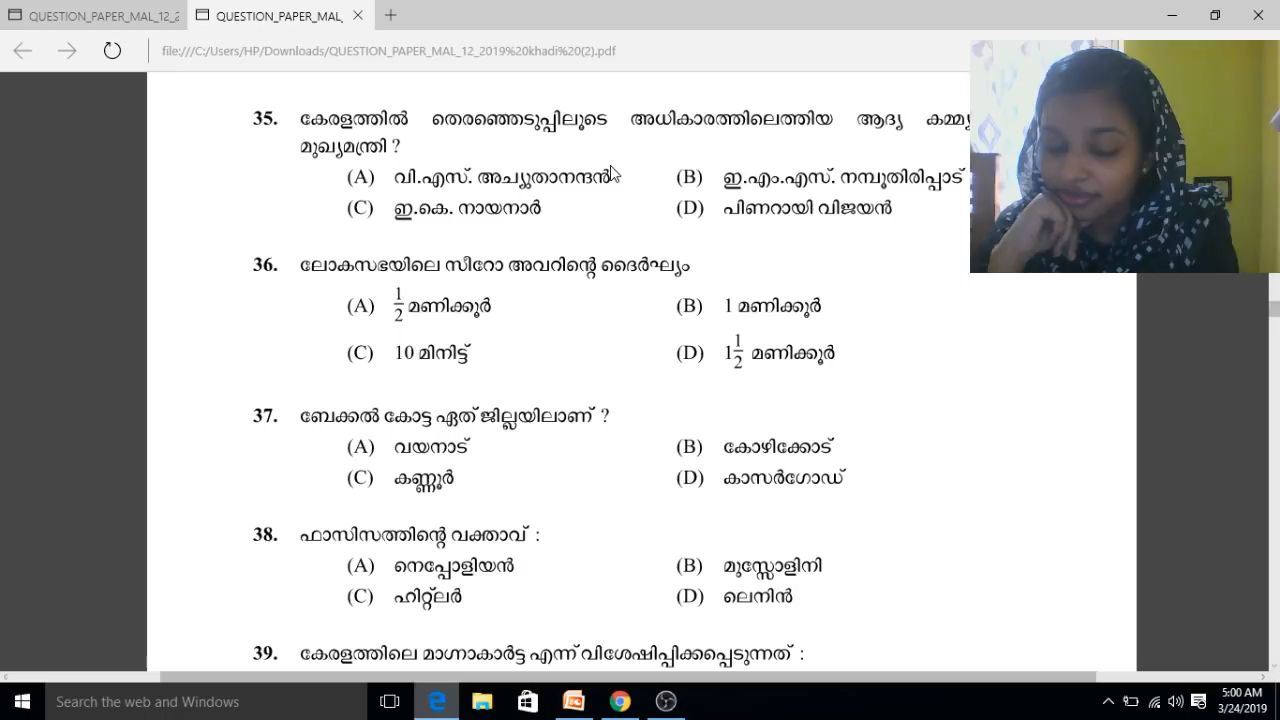 QUESTION_PAPER_MAL_12_2
QUESTION_PAPER_MAL_
file:///C:/Users/HP/Downloads/QUESTION_PAPER_MAL_12_2019%20khadi%20(2).pdf
35. കേരളത്തിൽ തെരഞ്ഞെടുപ്പിലൂടെ അധികാരത്തിലെത്തിയ ആദ്യ
മുഖ്യമന്ത്രി ?
(A) വി.എസ്. അച്യുതാനന്ദൻ (B) ഇ.എം.എസ്. നമ്പൂതിരിപ്പാട്
(C) ഇ.കെ. നായനാർ (D) പിണറായി വിജയൻ
36. ലോകസഭയിലെ സീറോ അവറിന്റെ ദൈർഘ്യം
(A) 1/2 മണിക്കൂർ (B) 1 മണിക്കൂർ
(C) 10 മിനിട്ട് (D) 1 1/2 മണിക്കൂർ
37. ബേക്കൽ കോട്ട ഏത് ജില്ലയിലാണ് ?
(A) വയനാട് (B) കോഴിക്കോട്
(C) കണ്ണൂർ (D) കാസർഗോഡ്
38. ഫാസിസത്തിന്റെ വക്താവ് :
(A) നെപ്പോളിയൻ (B) മുസ്സോളിനി
(C) ഹിറ്റ്ലർ (D) ലെനിൻ
39. കേരളത്തിലെ മാഗ്നാകാർട്ട എന്ന് വിശേഷിപ്പിക്കപ്പെടുന്നത് :
Search the web and Windows
5:00 AM
3/24/2019